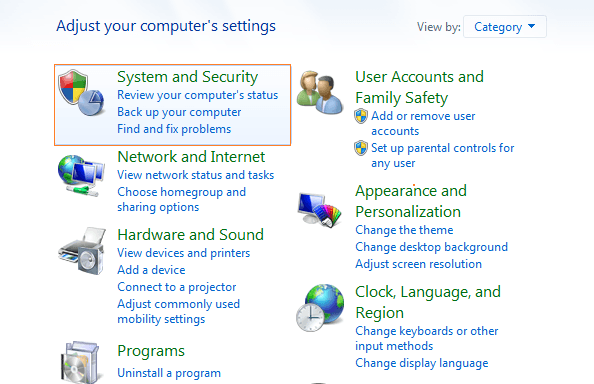 Adjust your computer's settings
View by: Category
System and Security
Review your computer's status
Back up your computer
Find and fix problems
Network and Internet
View network status and tasks
Choose homegroup and
sharing options
Hardware and Sound
View devices and printers
Add a device
Connect to a projector
Adjust commonly used
mobility settings
Programs
Uninstall a program
User Accounts and
Family Safety
Add or remove user
accounts
Set up parental controls for
any user
Appearance and
Personalization
Change the theme
Change desktop background
Adjust screen resolution
Clock, Language, and
Region
Change keyboards or other
input methods
Change display language